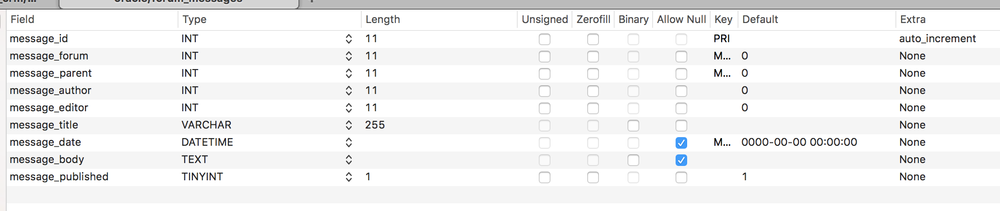 oracle/forum_messages
Field Type Length Unsigned Zerofill Binary Allow Null Key Default Extra
message_id INT 11 PRI auto_increment
message_forum INT 11 M... 0 None
message_parent INT 11 M... 0 None
message_author INT 11 0 None
message_editor INT 11 0 None
message_title VARCHAR 255 None
message_date DATETIME M... 0000-00-00 00:00:00 None
message_body TEXT None
message_published TINYINT 1 1 None